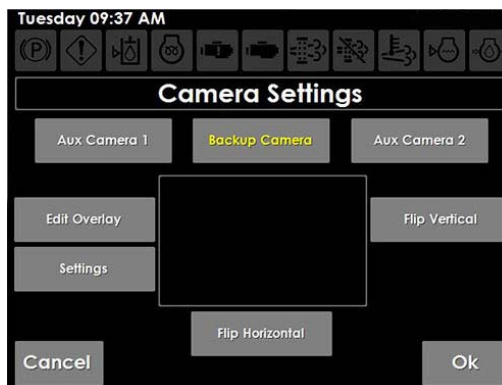 Tuesday 09:37 AM
(P)
Camera Settings
Aux Camera 1
Backup Camera
Aux Camera 2
Edit Overlay
Flip Vertical
Settings
Flip Horizontal
Cancel
Ok